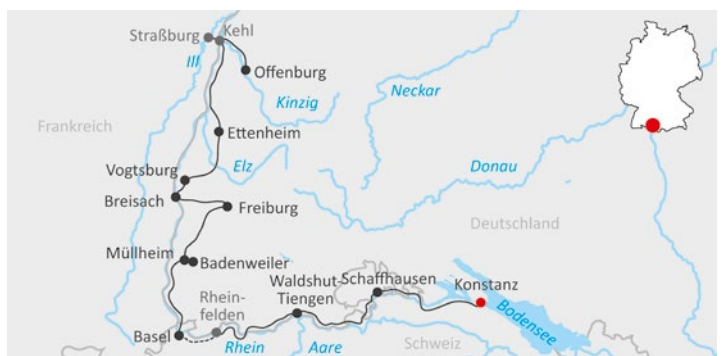 Straßburg
Kehl
Ill
Offenburg
Kinzig
Neckar
Frankreich
Ettenheim
Elz
Vogtsburg
Donau
Breisach
Freiburg
Deutschland
Müllheim
Badenweiler
Waldshut-
Tiengen
Schaffhausen
Konstanz
Rhein-
felden
Bodensee
Basel
Rhein
Aare
Schweiz